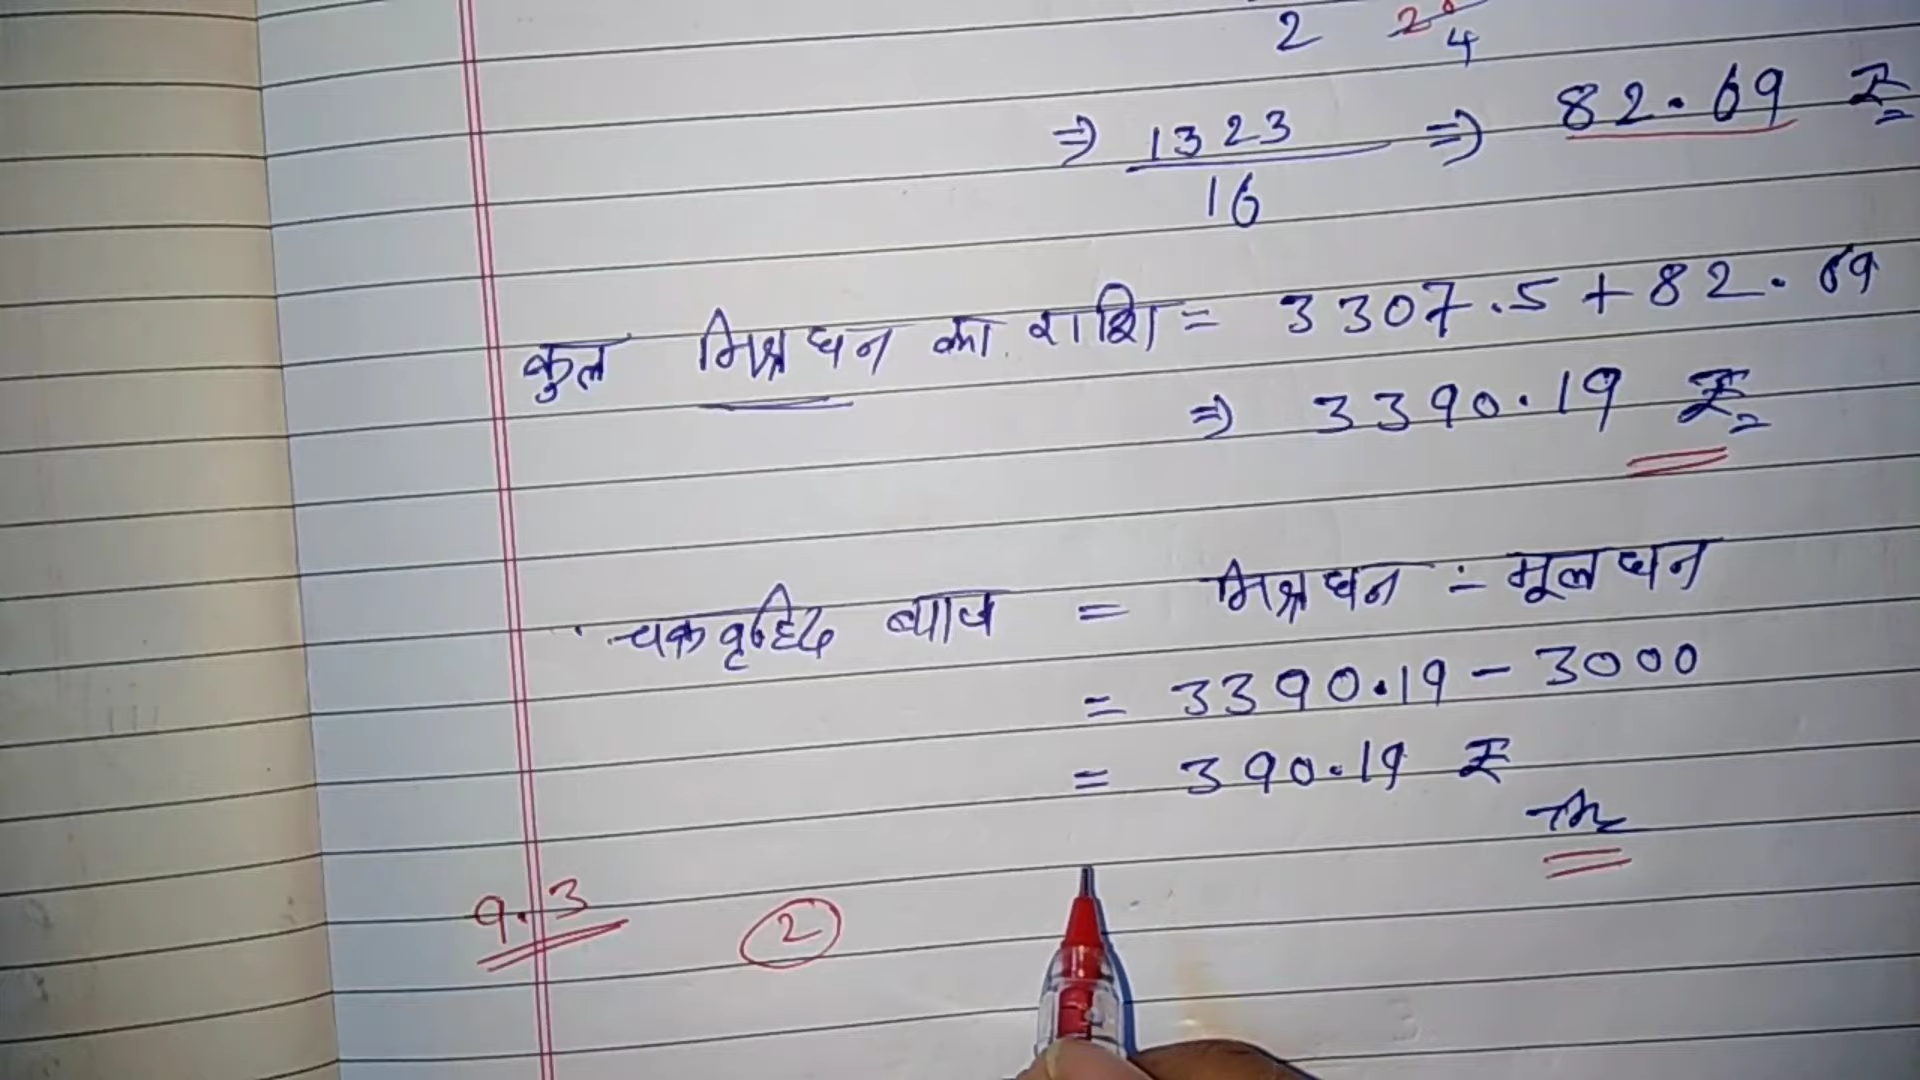 2 2 4
⇒ 1323/16 ⇒ 82.69 ₹
कुल मिश्रधन का राशि = 3307.5 + 82.69
⇒ 3390.19 ₹
चक्रवृद्धि ब्याज = मिश्रधन - मूलधन
= 3390.19 - 3000
= 390.19 ₹
9.3 2